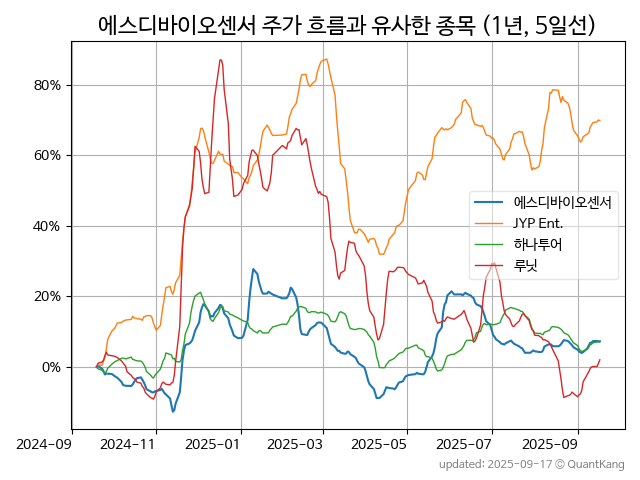 에스디바이오센서 주가 흐름과 유사한 종목 (1년, 5일선)
80%
60%
40%
20%
0%
에스디바이오센서
JYP Ent.
하나투어
루닛
2024-09
2024-11
2025-01
2025-03
2025-05
2025-07
2025-09
updated: 2025-09-17 © QuantKang